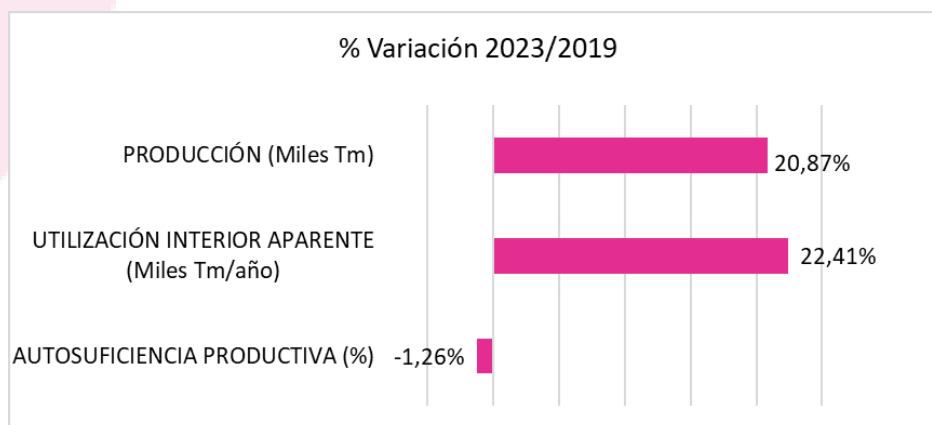 % Variación 2023/2019
PRODUCCIÓN (Miles Tm)
20,87%
UTILIZACIÓN INTERIOR APARENTE
(Miles Tm/año)
22,41%
AUTOSUFICIENCIA PRODUCTIVA (%)
-1,26%